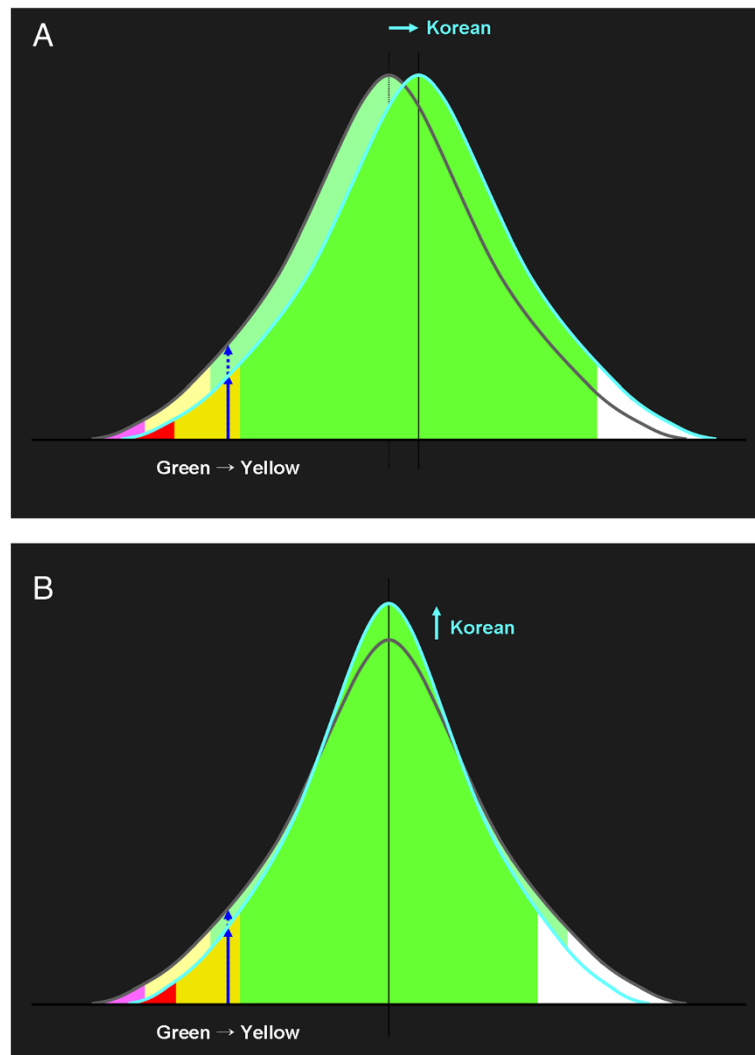 A
→ Korean
Green → Yellow
B
↑ Korean
Green → Yellow